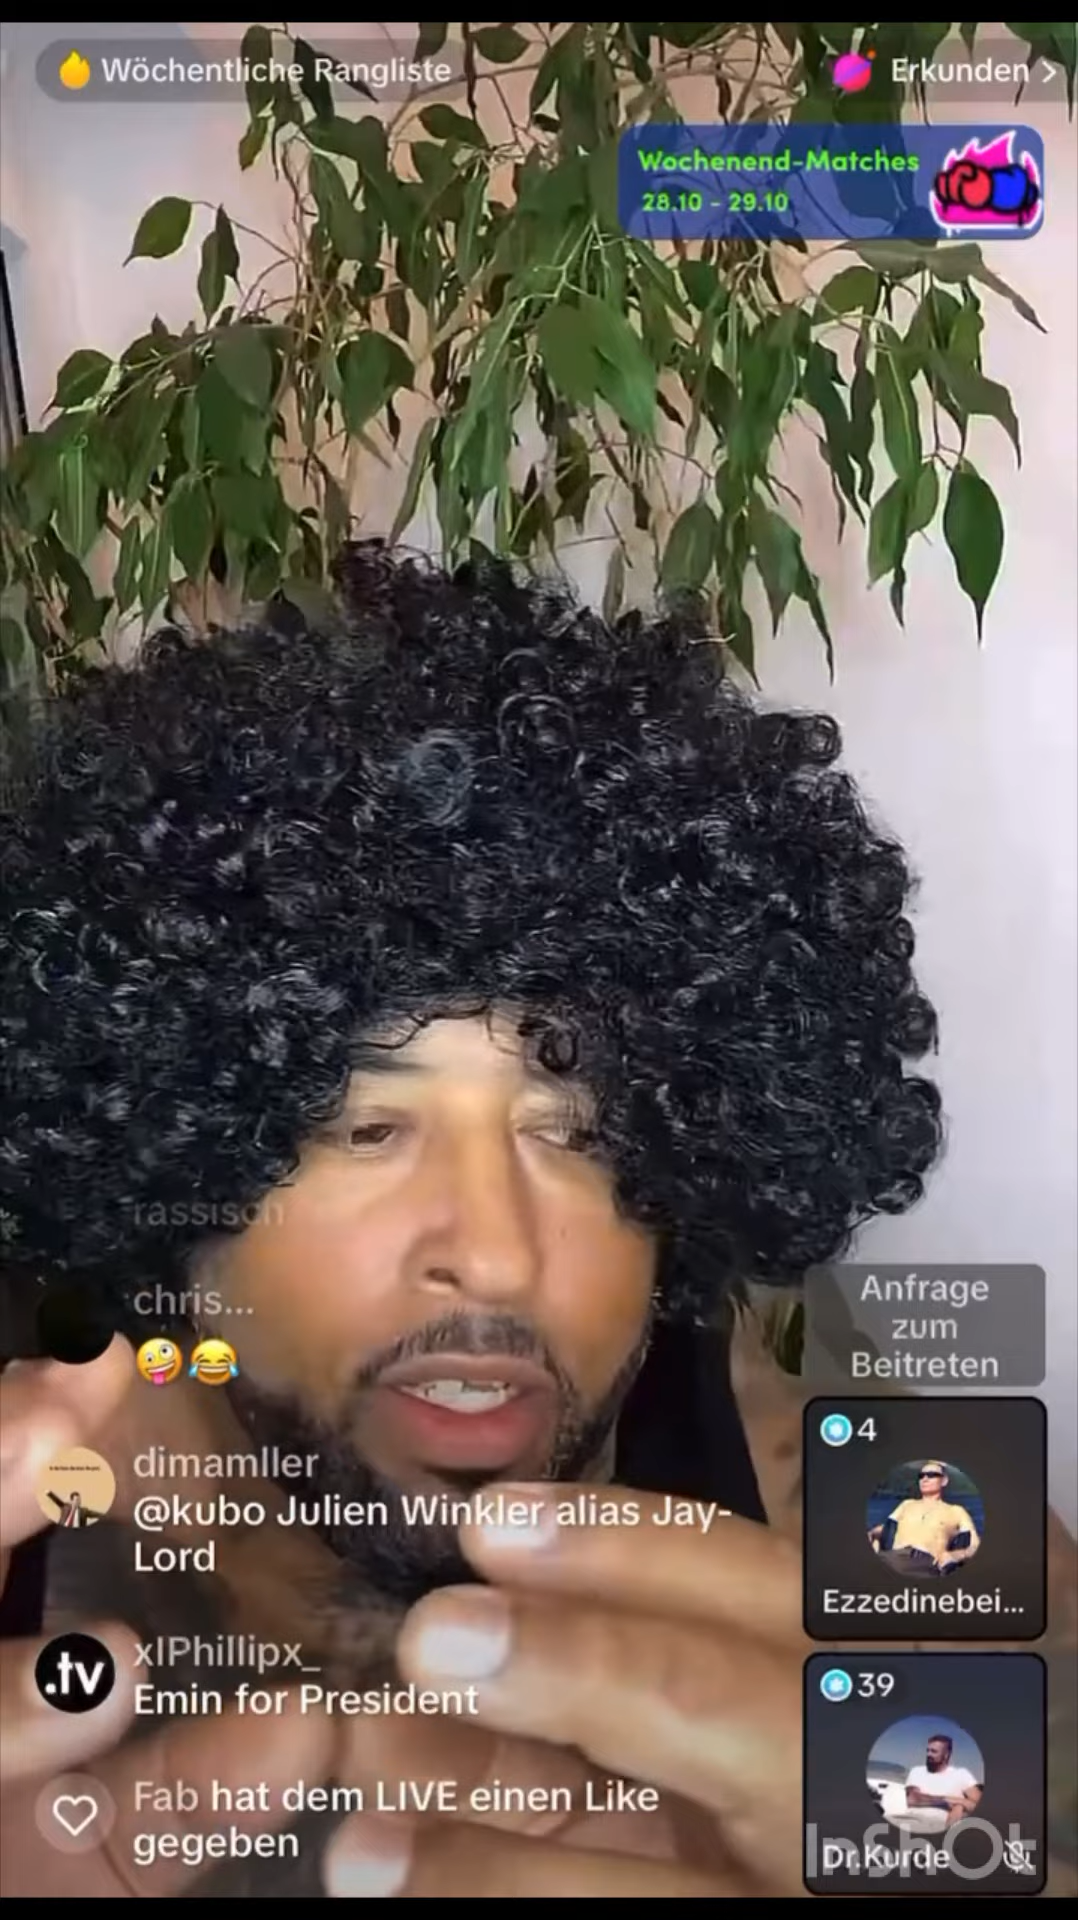 Wöchentliche Rangliste
Erkunden >
Wochenend-Matches
28.10 - 29.10
rassisch
chris...
🤪😂
Anfrage
zum
Beitreten
4
dimamller
@kubo Julien Winkler alias Jay-
Lord
Ezzedinebei...
.tv
xIPhillipx_
Emin for President
39
Fab hat dem LIVE einen Like
gegeben
Dr.Kurde
InShOt